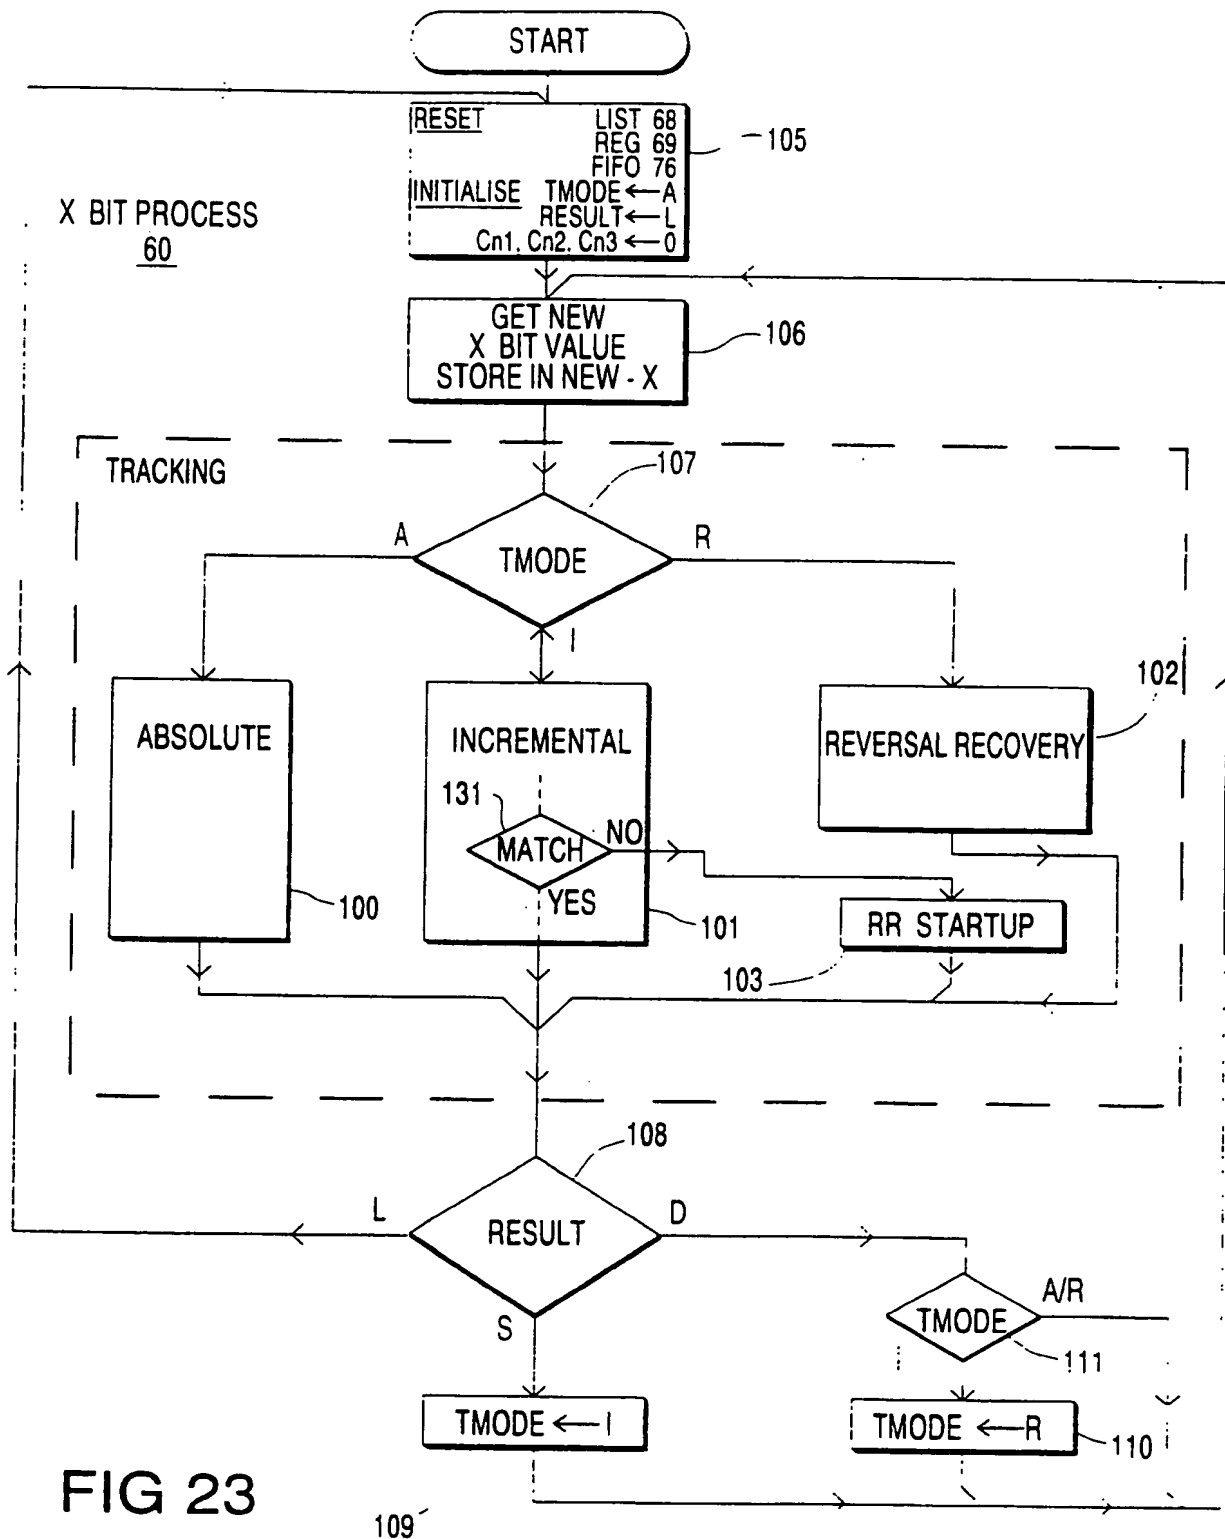 START
RESET LIST 68
REG 69
FIFO 76
INITIALISE TMODE ← A
RESULT ← L
Cn1, Cn2, Cn3 ← 0
105
X BIT PROCESS
60
GET NEW
X BIT VALUE
STORE IN NEW - X
106
TRACKING
107
A
TMODE
R
I
ABSOLUTE
100
INCREMENTAL
131
MATCH
NO
YES
101
REVERSAL RECOVERY
102
RR STARTUP
103
108
L
RESULT
D
S
TMODE
A/R
111
TMODE ← I
109
TMODE ← R
110
FIG 23